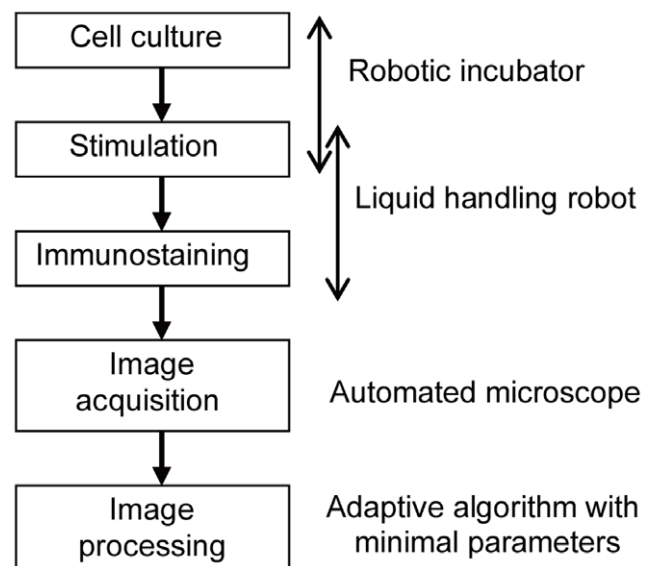 Cell culture
Robotic incubator
Stimulation
Liquid handling robot
Immunostaining
Image
acquisition
Automated microscope
Image
processing
Adaptive algorithm with
minimal parameters